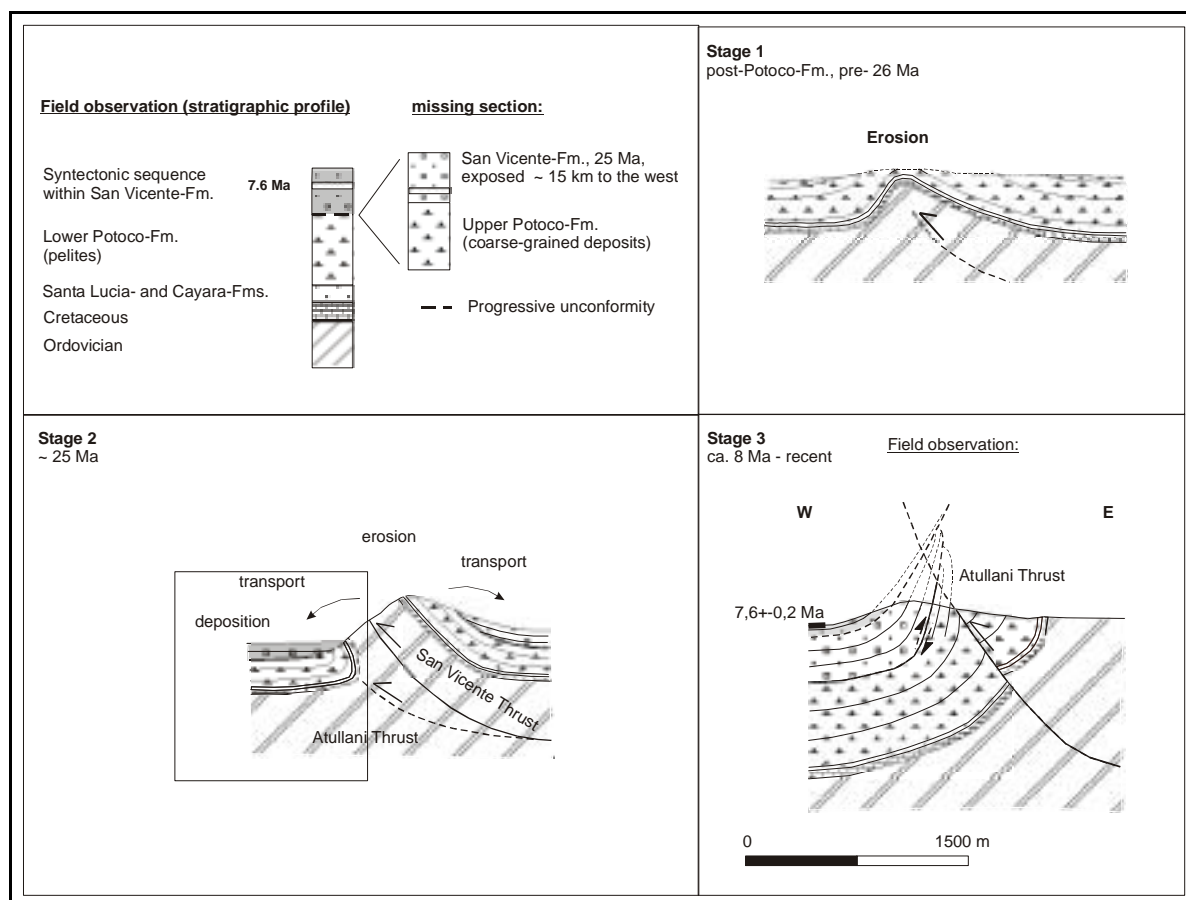 Field observation (stratigraphic profile)
missing section:
Syntectonic sequence
within San Vicente-Fm.
7.6 Ma
Lower Potoco-Fm.
(pelites)
Santa Lucia- and Cayara-Fms.
Cretaceous
Ordovician
San Vicente-Fm., 25 Ma,
exposed ~ 15 km to the west
Upper Potoco-Fm.
(coarse-grained deposits)
Progressive unconformity
Stage 1
post-Potoco-Fm., pre- 26 Ma
Erosion
Stage 2
~ 25 Ma
erosion
transport
transport
deposition
San Vicente Thrust
Atullani Thrust
Stage 3
ca. 8 Ma - recent
Field observation:
W
E
Atullani Thrust
7,6+-0,2 Ma
0
1500 m